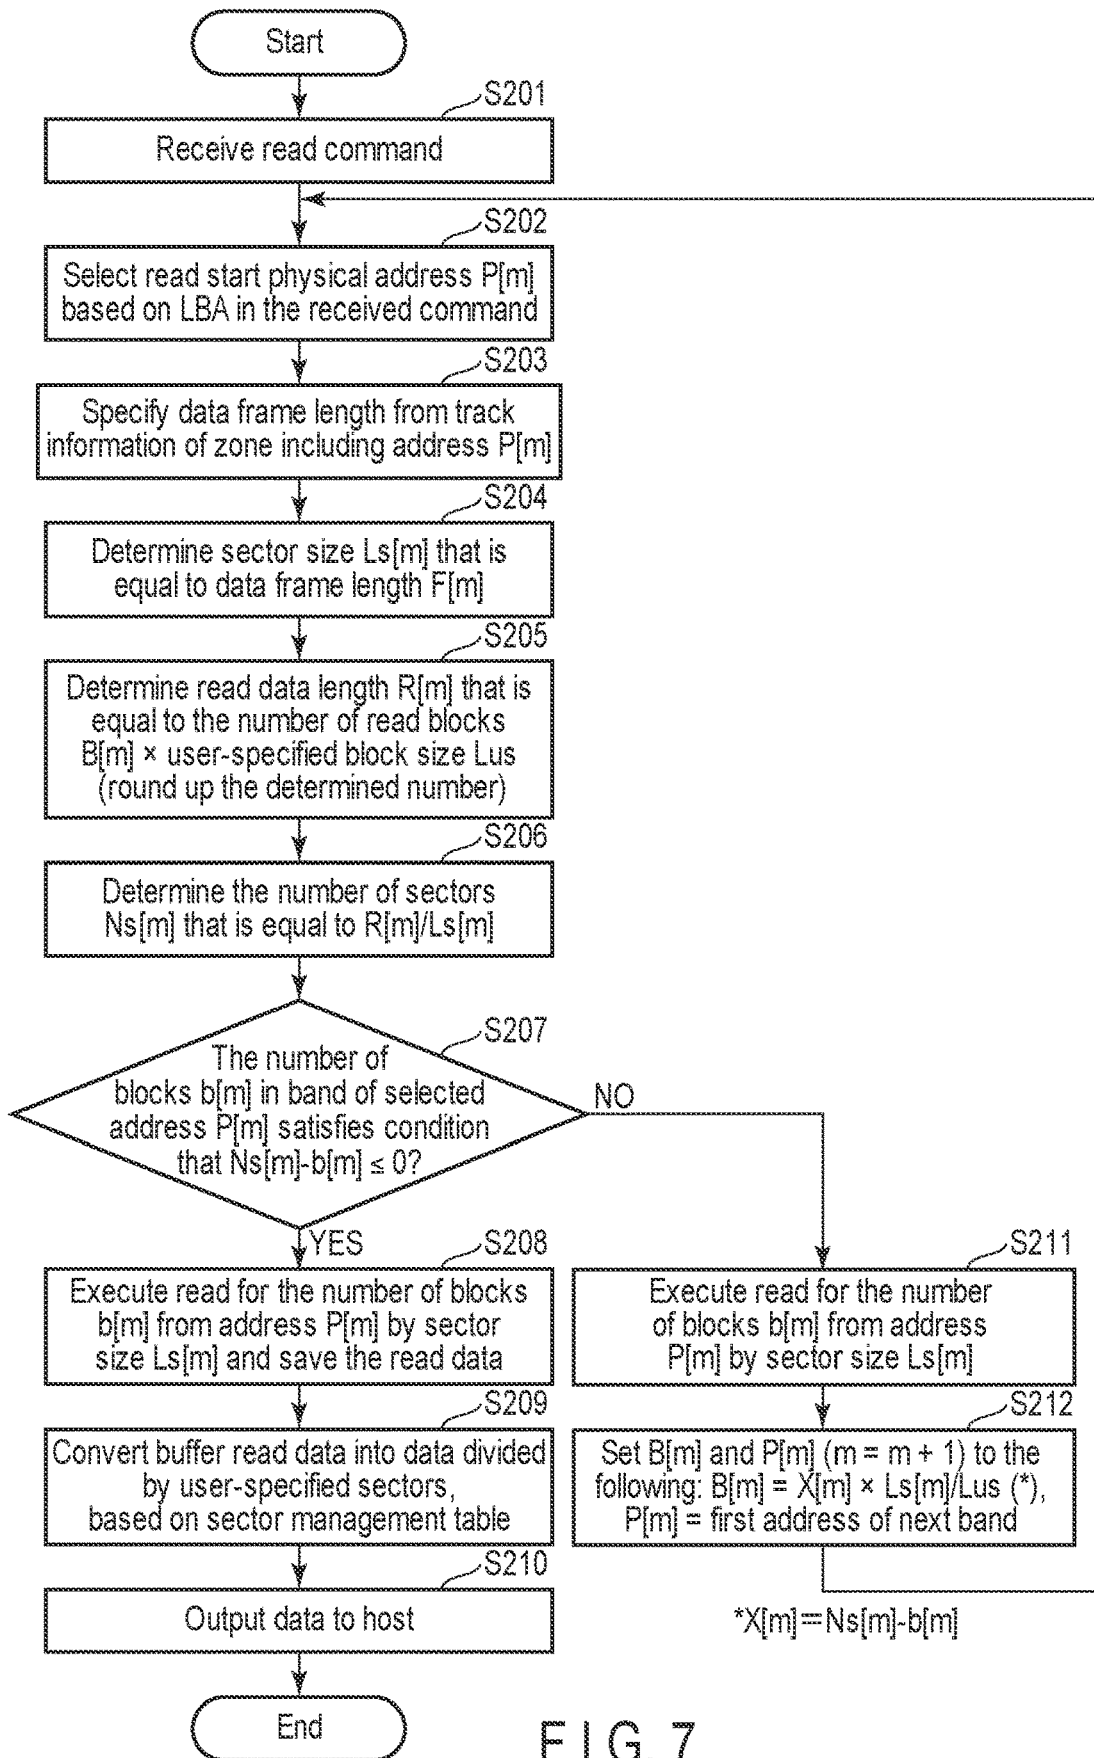 Start
S201
Receive read command
S202
Select read start physical address P[m]
based on LBA in the received command
S203
Specify data frame length from track
information of zone including address P[m]
S204
Determine sector size Ls[m] that is
equal to data frame length F[m]
S205
Determine read data length R[m] that is
equal to the number of read blocks
B[m] × user-specified block size Lus
(round up the determined number)
S206
Determine the number of sectors
Ns[m] that is equal to R[m]/Ls[m]
S207
The number of
blocks b[m] in band of selected
address P[m] satisfies condition
that Ns[m]-b[m] ≤ 0?
NO
YES
S208
Execute read for the number of blocks
b[m] from address P[m] by sector
size Ls[m] and save the read data
S209
Convert buffer read data into data divided
by user-specified sectors,
based on sector management table
S210
Output data to host
End
S211
Execute read for the number
of blocks b[m] from address
P[m] by sector size Ls[m]
S212
Set B[m] and P[m] (m = m + 1) to the
following: B[m] = X[m] × Ls[m]/Lus (*),
P[m] = first address of next band
*X[m]=Ns[m]-b[m]
FIG. 7